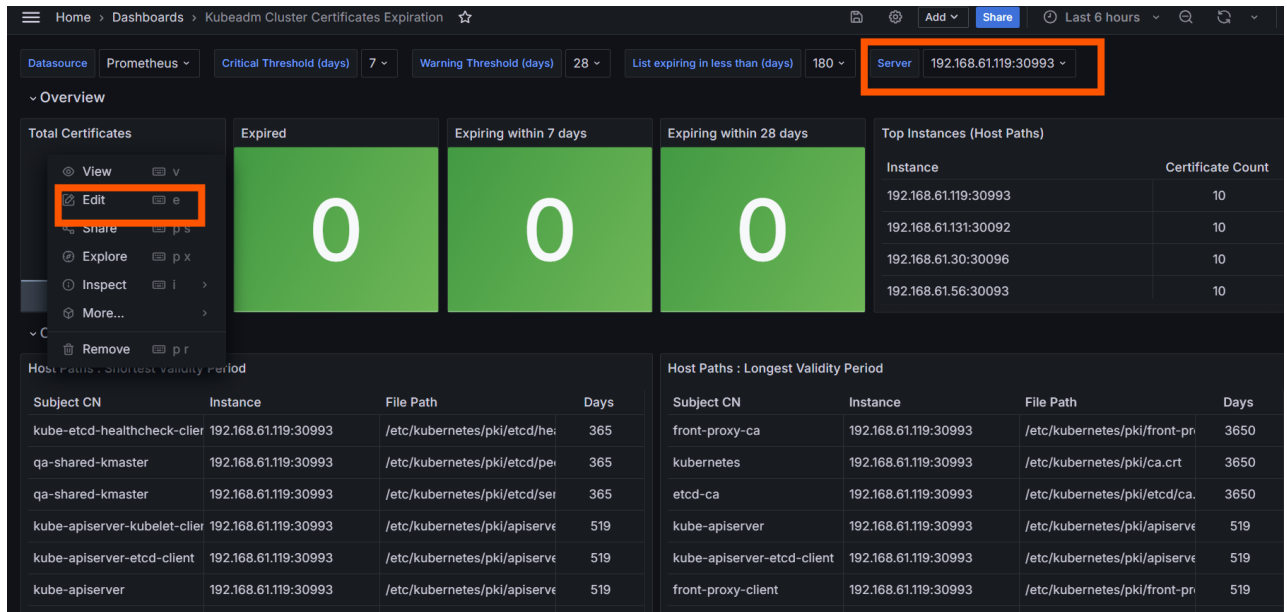 Home › Dashboards › Kubeadm Cluster Certificates Expiration Add Share Last 6 hours
Datasource Prometheus Critical Threshold (days) 7 Warning Threshold (days) 28 List expiring in less than (days) 180 Server 192.168.61.119:30993
Overview
Total Certificates
View v
Edit e
Share p s
Explore p x
Inspect i ›
More... ›
Remove p r
Expired
0
Expiring within 7 days
0
Expiring within 28 days
0
Top Instances (Host Paths)
Instance Certificate Count
192.168.61.119:30993 10
192.168.61.131:30092 10
192.168.61.30:30096 10
192.168.61.56:30093 10
C
Host Paths : Shortest Validity Period
Subject CN Instance File Path Days
kube-etcd-healthcheck-clier 192.168.61.119:30993 /etc/kubernetes/pki/etcd/hea 365
qa-shared-kmaster 192.168.61.119:30993 /etc/kubernetes/pki/etcd/pee 365
qa-shared-kmaster 192.168.61.119:30993 /etc/kubernetes/pki/etcd/ser 365
kube-apiserver-kubelet-clier 192.168.61.119:30993 /etc/kubernetes/pki/apiserve 519
kube-apiserver-etcd-client 192.168.61.119:30993 /etc/kubernetes/pki/apiserve 519
kube-apiserver 192.168.61.119:30993 /etc/kubernetes/pki/apiserve 519
Host Paths : Longest Validity Period
Subject CN Instance File Path Days
front-proxy-ca 192.168.61.119:30993 /etc/kubernetes/pki/front-pr 3650
kubernetes 192.168.61.119:30993 /etc/kubernetes/pki/ca.crt 3650
etcd-ca 192.168.61.119:30993 /etc/kubernetes/pki/etcd/ca. 3650
kube-apiserver 192.168.61.119:30993 /etc/kubernetes/pki/apiserve 519
kube-apiserver-etcd-client 192.168.61.119:30993 /etc/kubernetes/pki/apiserve 519
front-proxy-client 192.168.61.119:30993 /etc/kubernetes/pki/front-pr 519